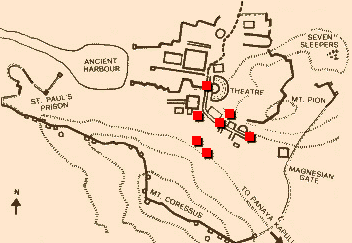 SEVEN
SLEEPERS
ANCIENT
HARBOUR
THEATRE
MT. PION
ST. PAUL'S
PRISON
MAGNESIAN
GATE
MT. CORESSUS
TO PANAYA KAPULU
N